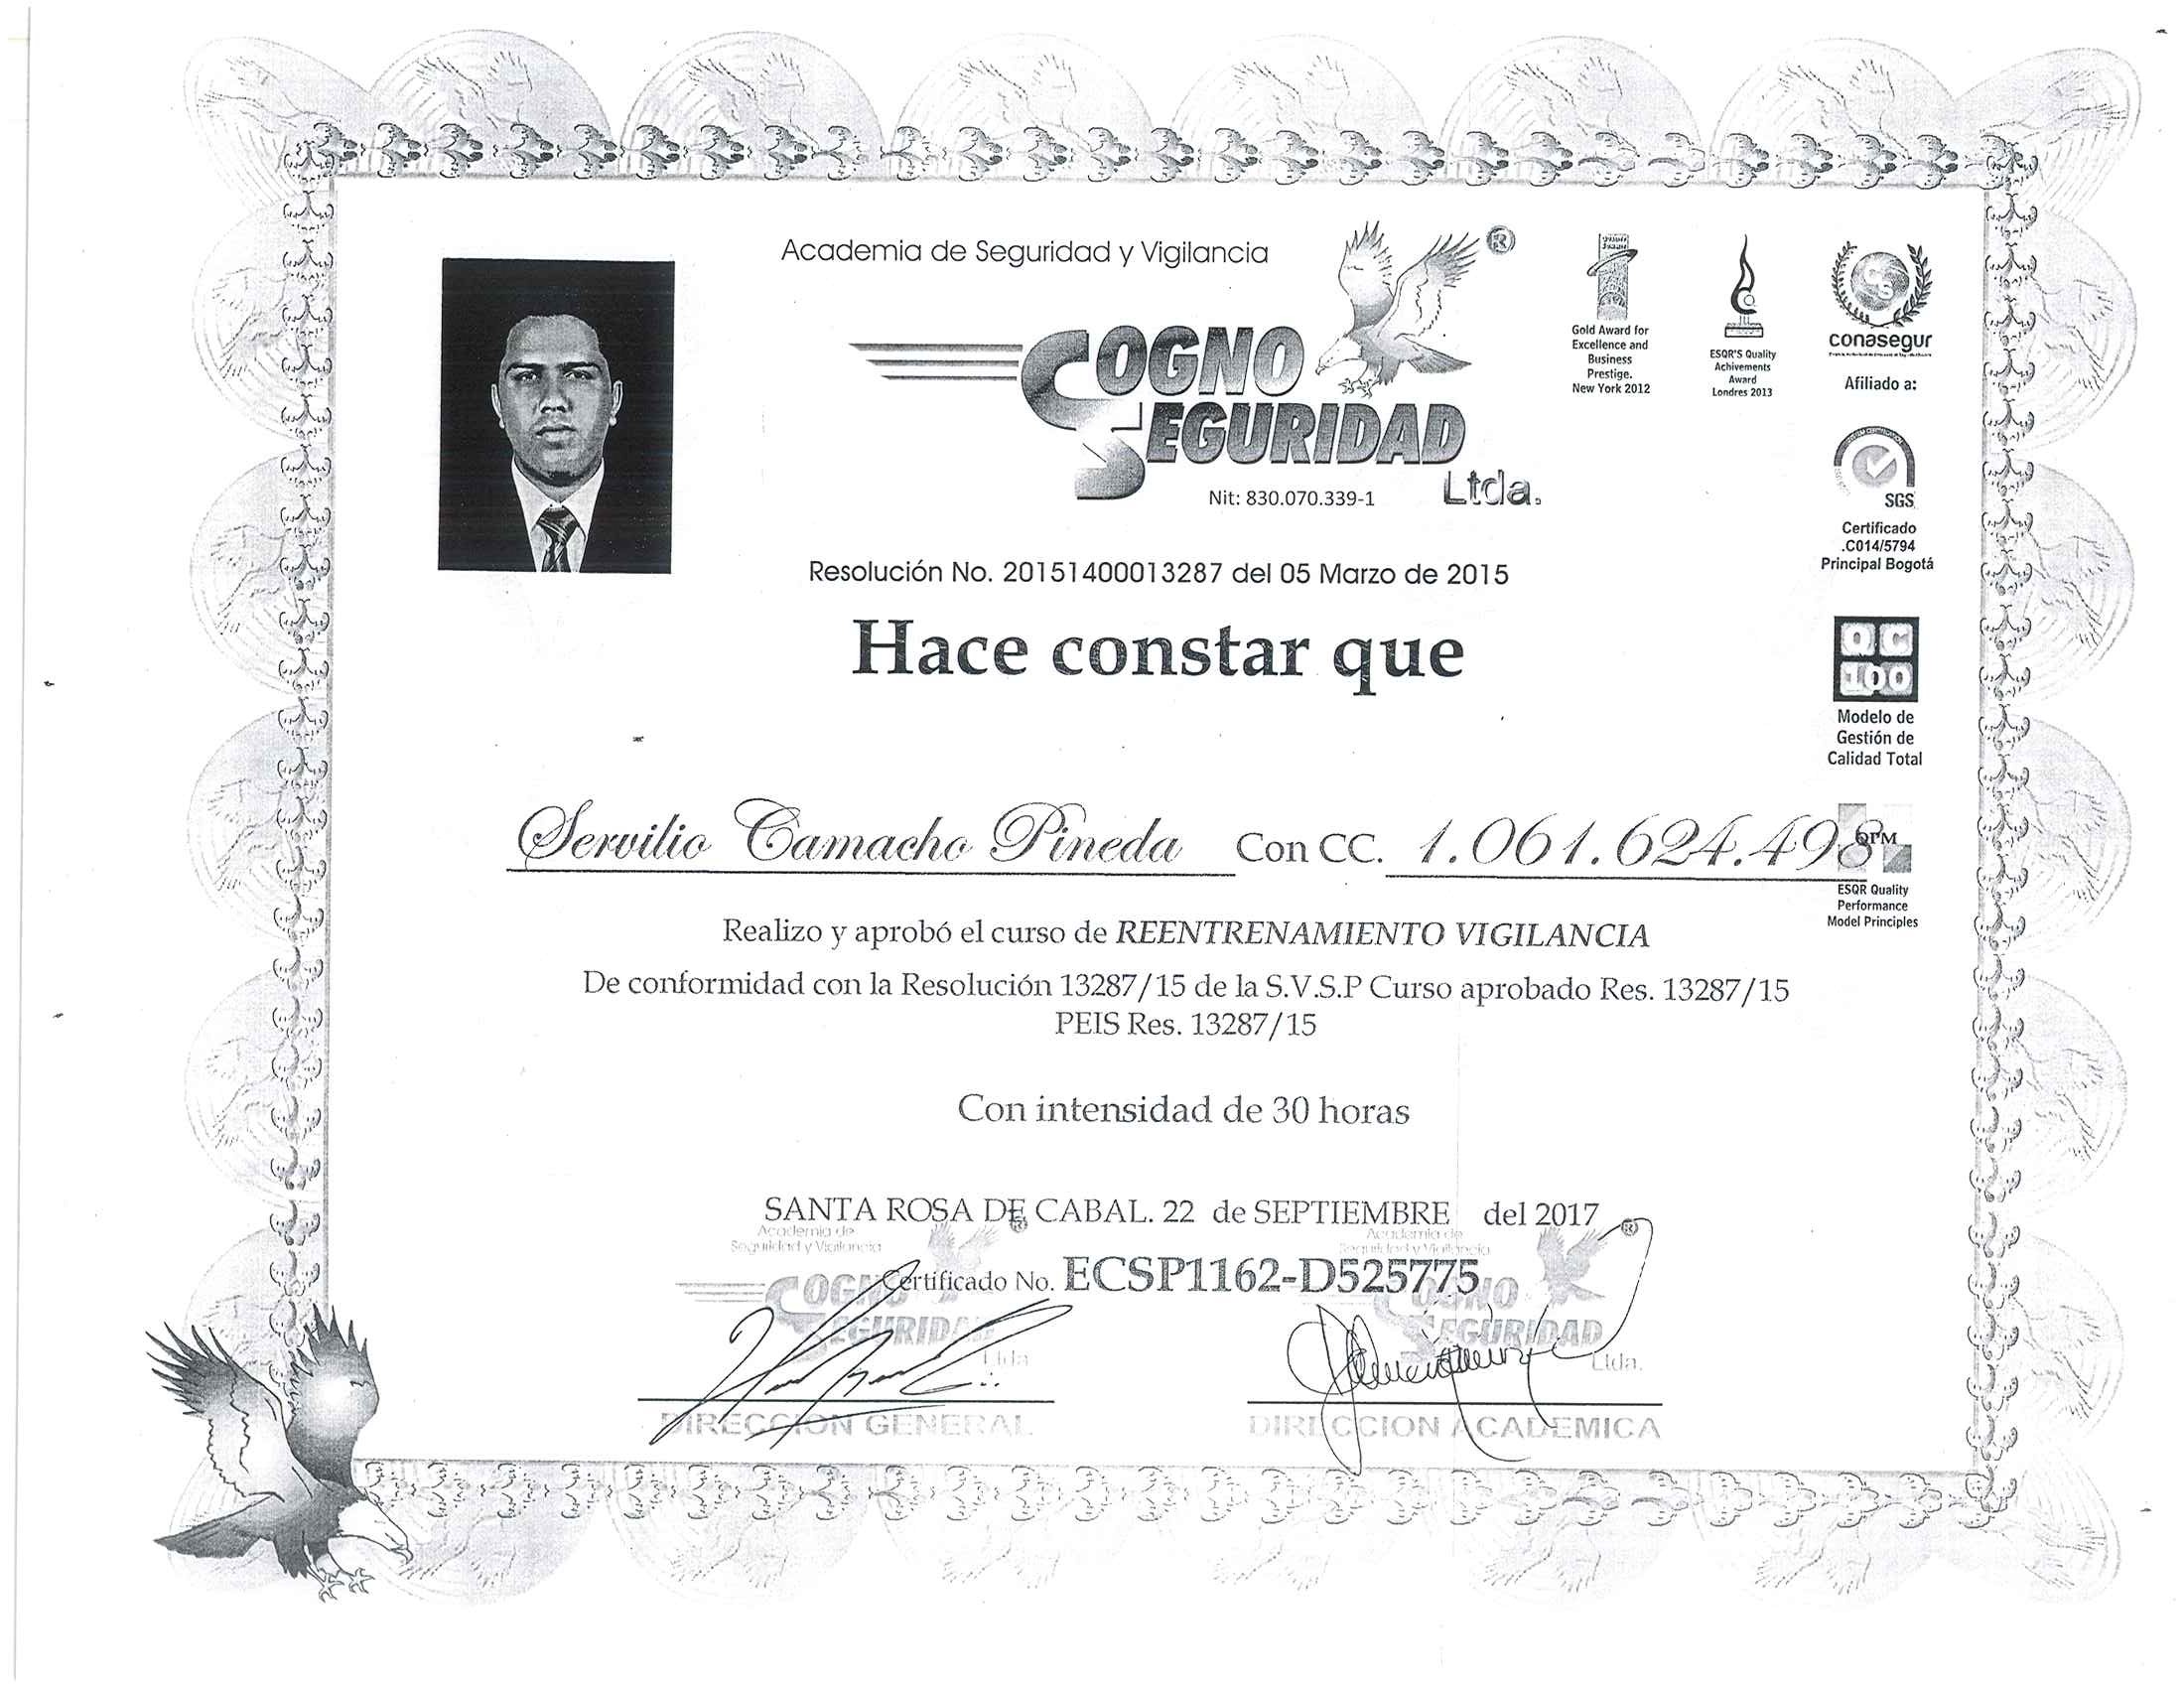 Academia de Seguridad y Vigilancia
®
COGNO
SEGURIDAD
Ltda.
Nit: 830.070.339-1
Gold Award for
Excellence and
Business
Prestige.
New York 2012
ESQR'S Quality
Achivements
Award
Londres 2013
conasegur
Afiliado a:
SGS
Certificado
.C014/5794
Principal Bogotá
Resolución No. 20151400013287 del 05 Marzo de 2015
Hace constar que
QC
100
Modelo de
Gestión de
Calidad Total
Servilio Camacho Pineda Con CC. 1.061.624.498
QPM
ESQR Quality
Performance
Model Principles
Realizo y aprobó el curso de REENTRENAMIENTO VIGILANCIA
De conformidad con la Resolución 13287/15 de la S.V.S.P Curso aprobado Res. 13287/15
PEIS Res. 13287/15
Con intensidad de 30 horas
SANTA ROSA DE CABAL. 22 de SEPTIEMBRE del 2017
Certificado No. ECSP1162-D525775
Academia de
Seguridad y Vigilancia
COGNO
SEGURIDAD
Ltda
DIRECCION GENERAL
Academia de
Seguridad y Vigilancia
®
COGNO
SEGURIDAD
Ltda.
DIRECCION ACADEMICA